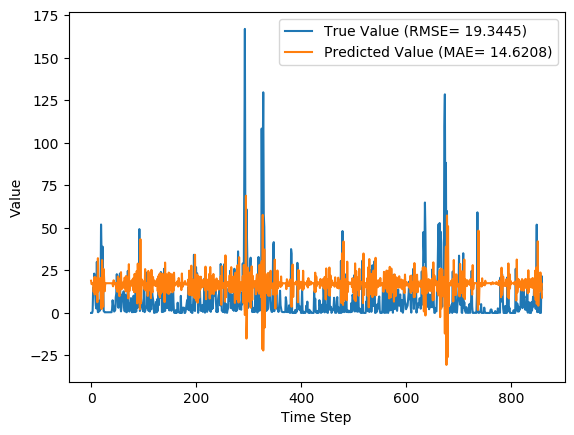 175
150
125
100
75
50
25
0
−25
Value
True Value (RMSE= 19.3445)
Predicted Value (MAE= 14.6208)
0 200 400 600 800
Time Step